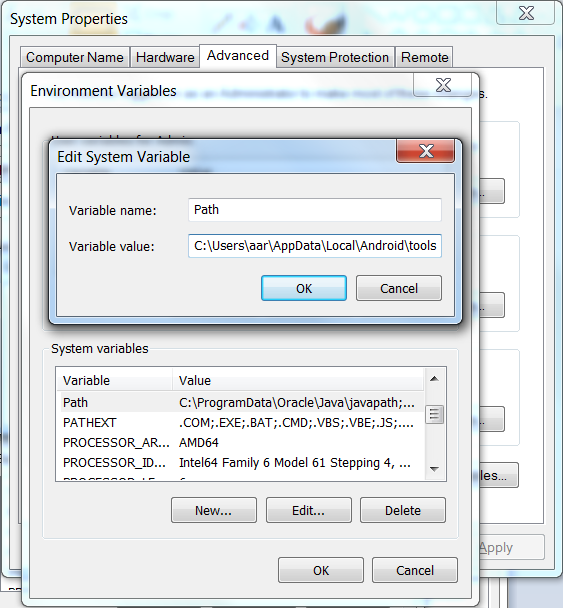 System Properties
Computer Name Hardware Advanced System Protection Remote
Environment Variables
Edit System Variable
Variable name: Path
Variable value: C:\Users\aar\AppData\Local\Android\tools
OK Cancel
System variables
Variable Value
Path C:\ProgramData\Oracle\Java\javapath;...
PATHEXT .COM;.EXE;.BAT;.CMD;.VBS;.VBE;.JS;....
PROCESSOR_AR... AMD64
PROCESSOR_ID... Intel64 Family 6 Model 61 Stepping 4, ...
New... Edit... Delete
OK Cancel
Apply